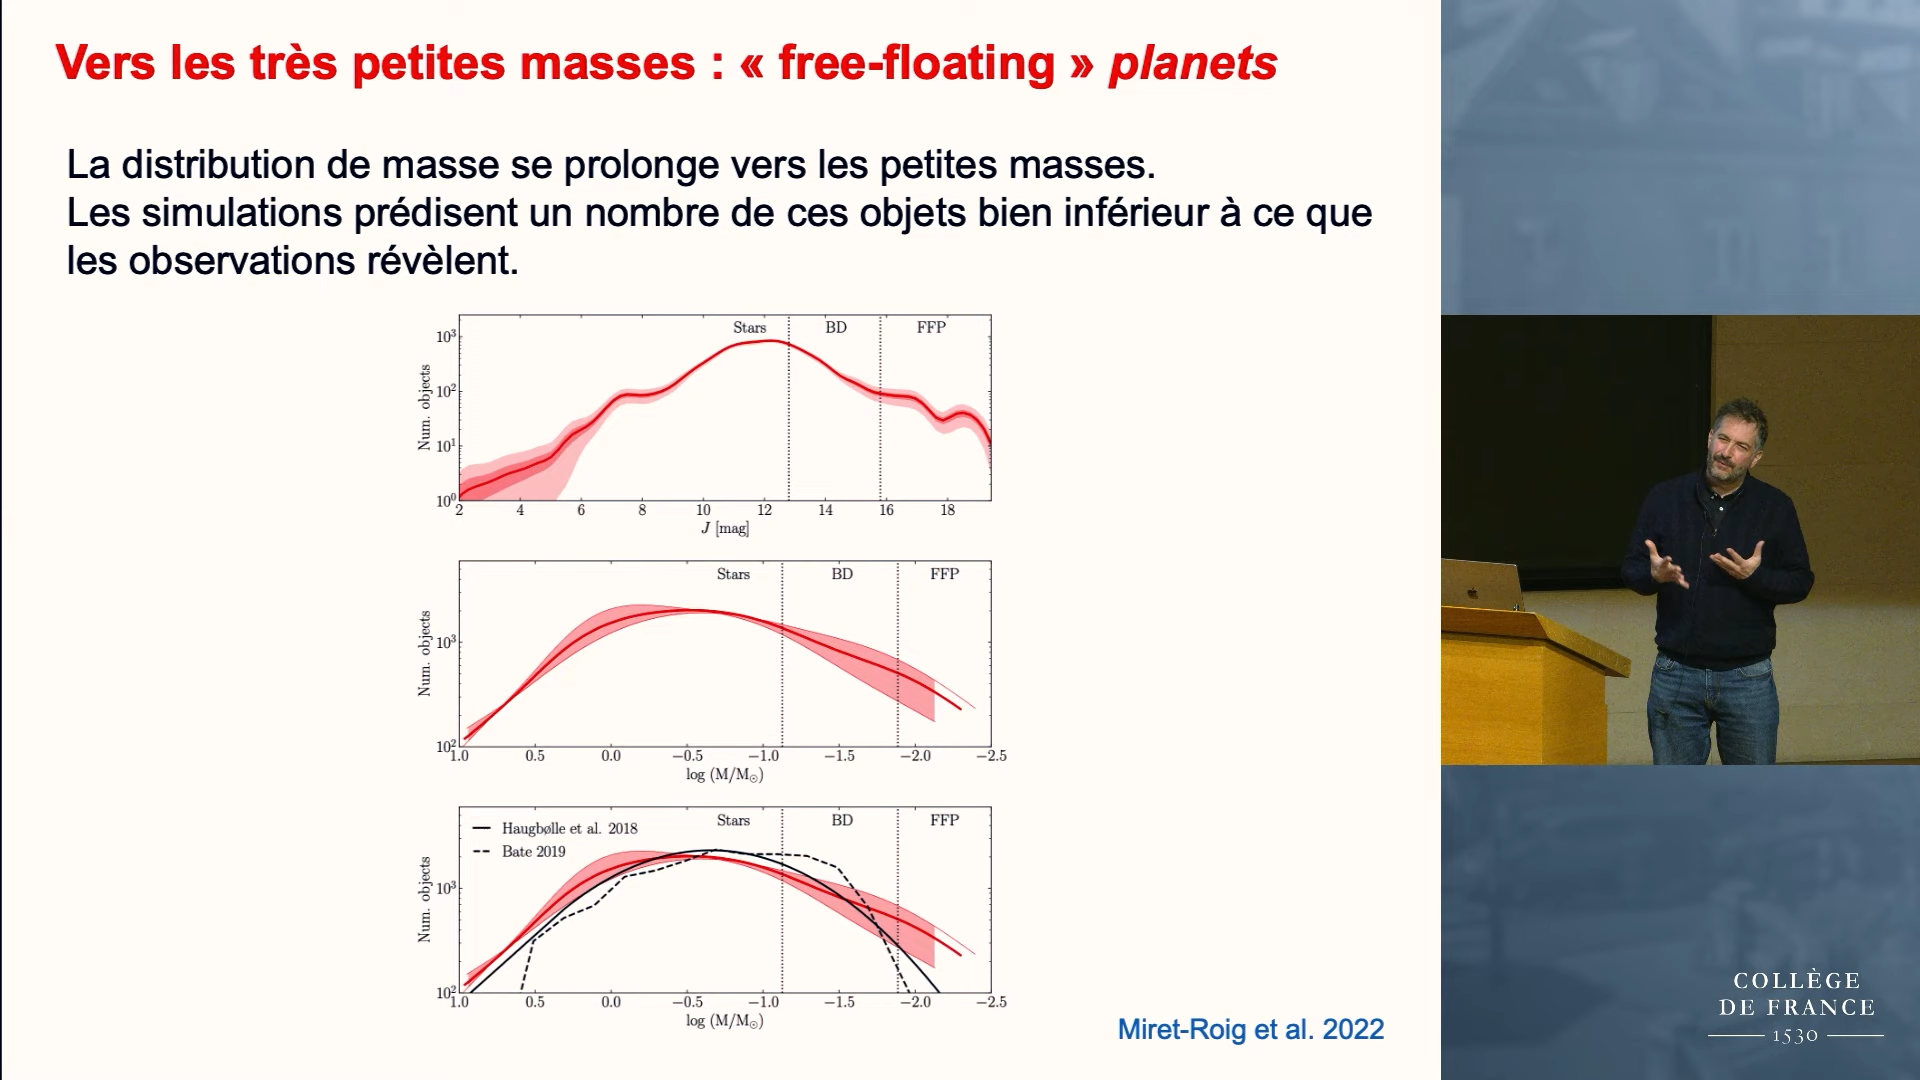 Vers les très petites masses : « free-floating » planets
La distribution de masse se prolonge vers les petites masses.
Les simulations prédisent un nombre de ces objets bien inférieur à ce que
les observations révèlent.
Stars BD FFP
10³
10²
10¹
10⁰
Num. objects
2 4 6 8 10 12 14 16 18
J [mag]
Stars BD FFP
10³
10²
Num. objects
1.0 0.5 0.0 −0.5 −1.0 −1.5 −2.0 −2.5
log (M/M☉)
Stars BD FFP
Haugbølle et al. 2018
Bate 2019
10³
10²
Num. objects
1.0 0.5 0.0 −0.5 −1.0 −1.5 −2.0 −2.5
log (M/M☉)
Miret-Roig et al. 2022
COLLÈGE
DE FRANCE
1530